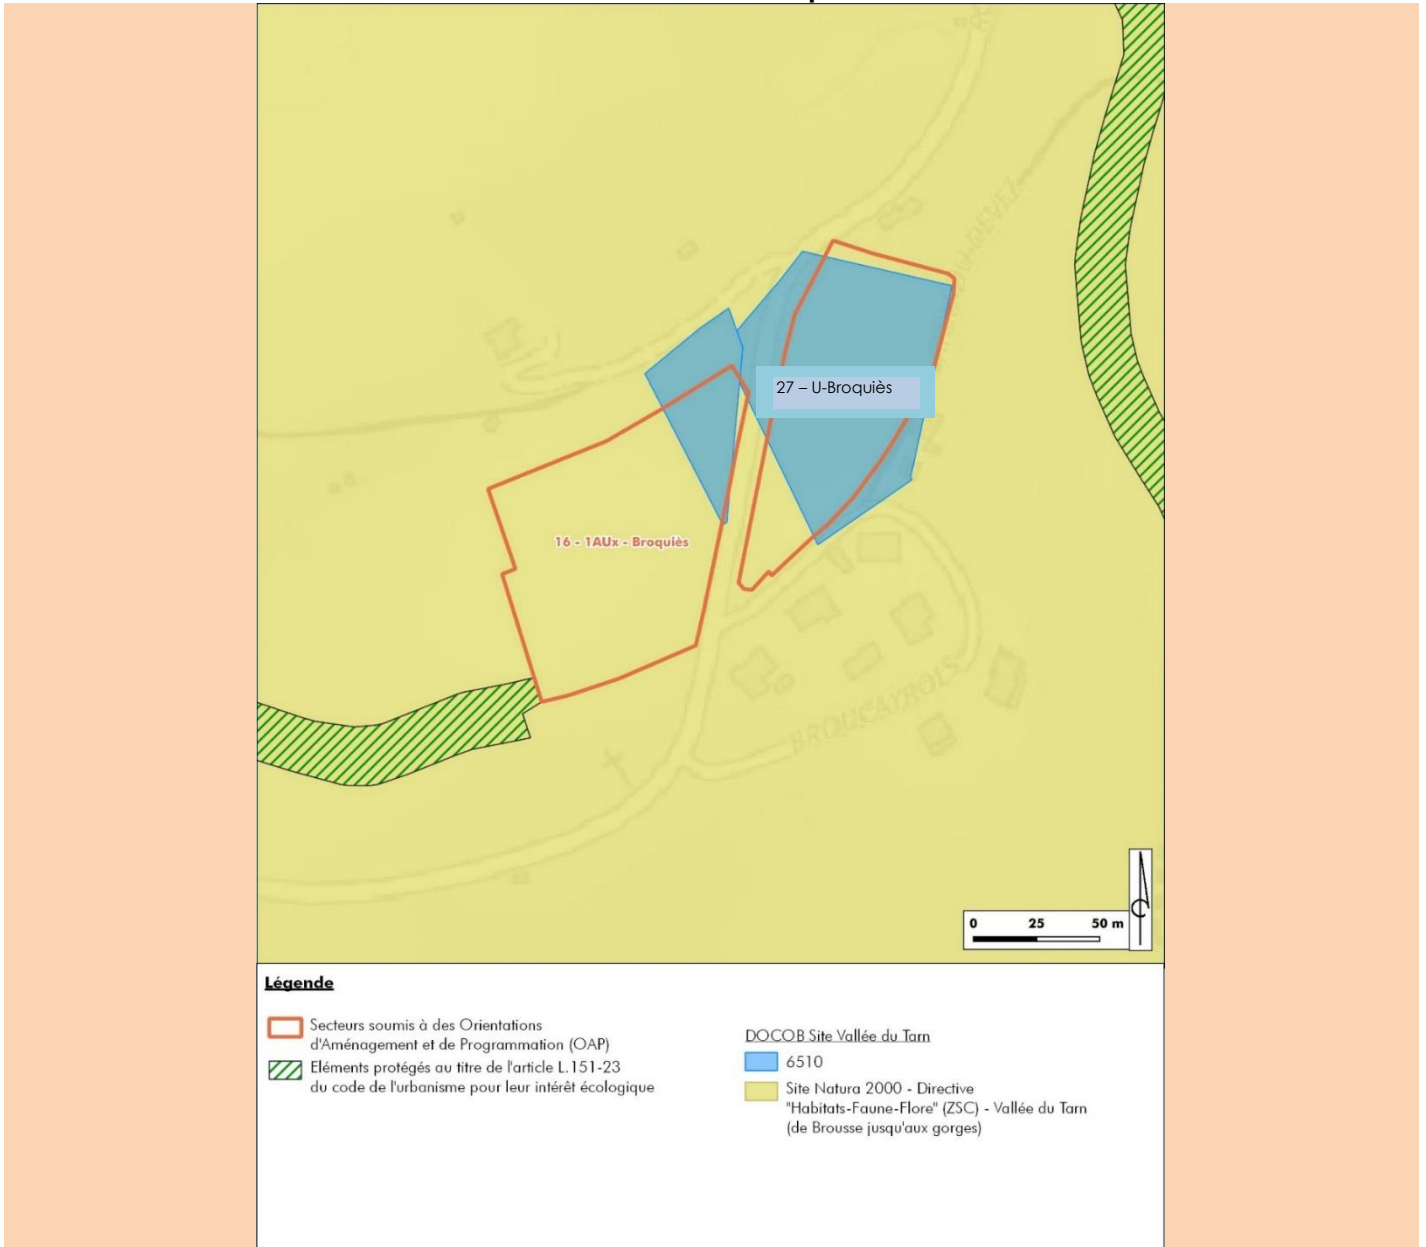 27 – U-Broquiès
16 - 1AUx - Broquiès
BROUCAYROLS
0 25 50 m
Légende
Secteurs soumis à des Orientations
d'Aménagement et de Programmation (OAP)
Eléments protégés au titre de l'article L.151-23
du code de l'urbanisme pour leur intérêt écologique
DOCOB Site Vallée du Tarn
6510
Site Natura 2000 - Directive
"Habitats-Faune-Flore" (ZSC) - Vallée du Tarn
(de Brousse jusqu'aux gorges)